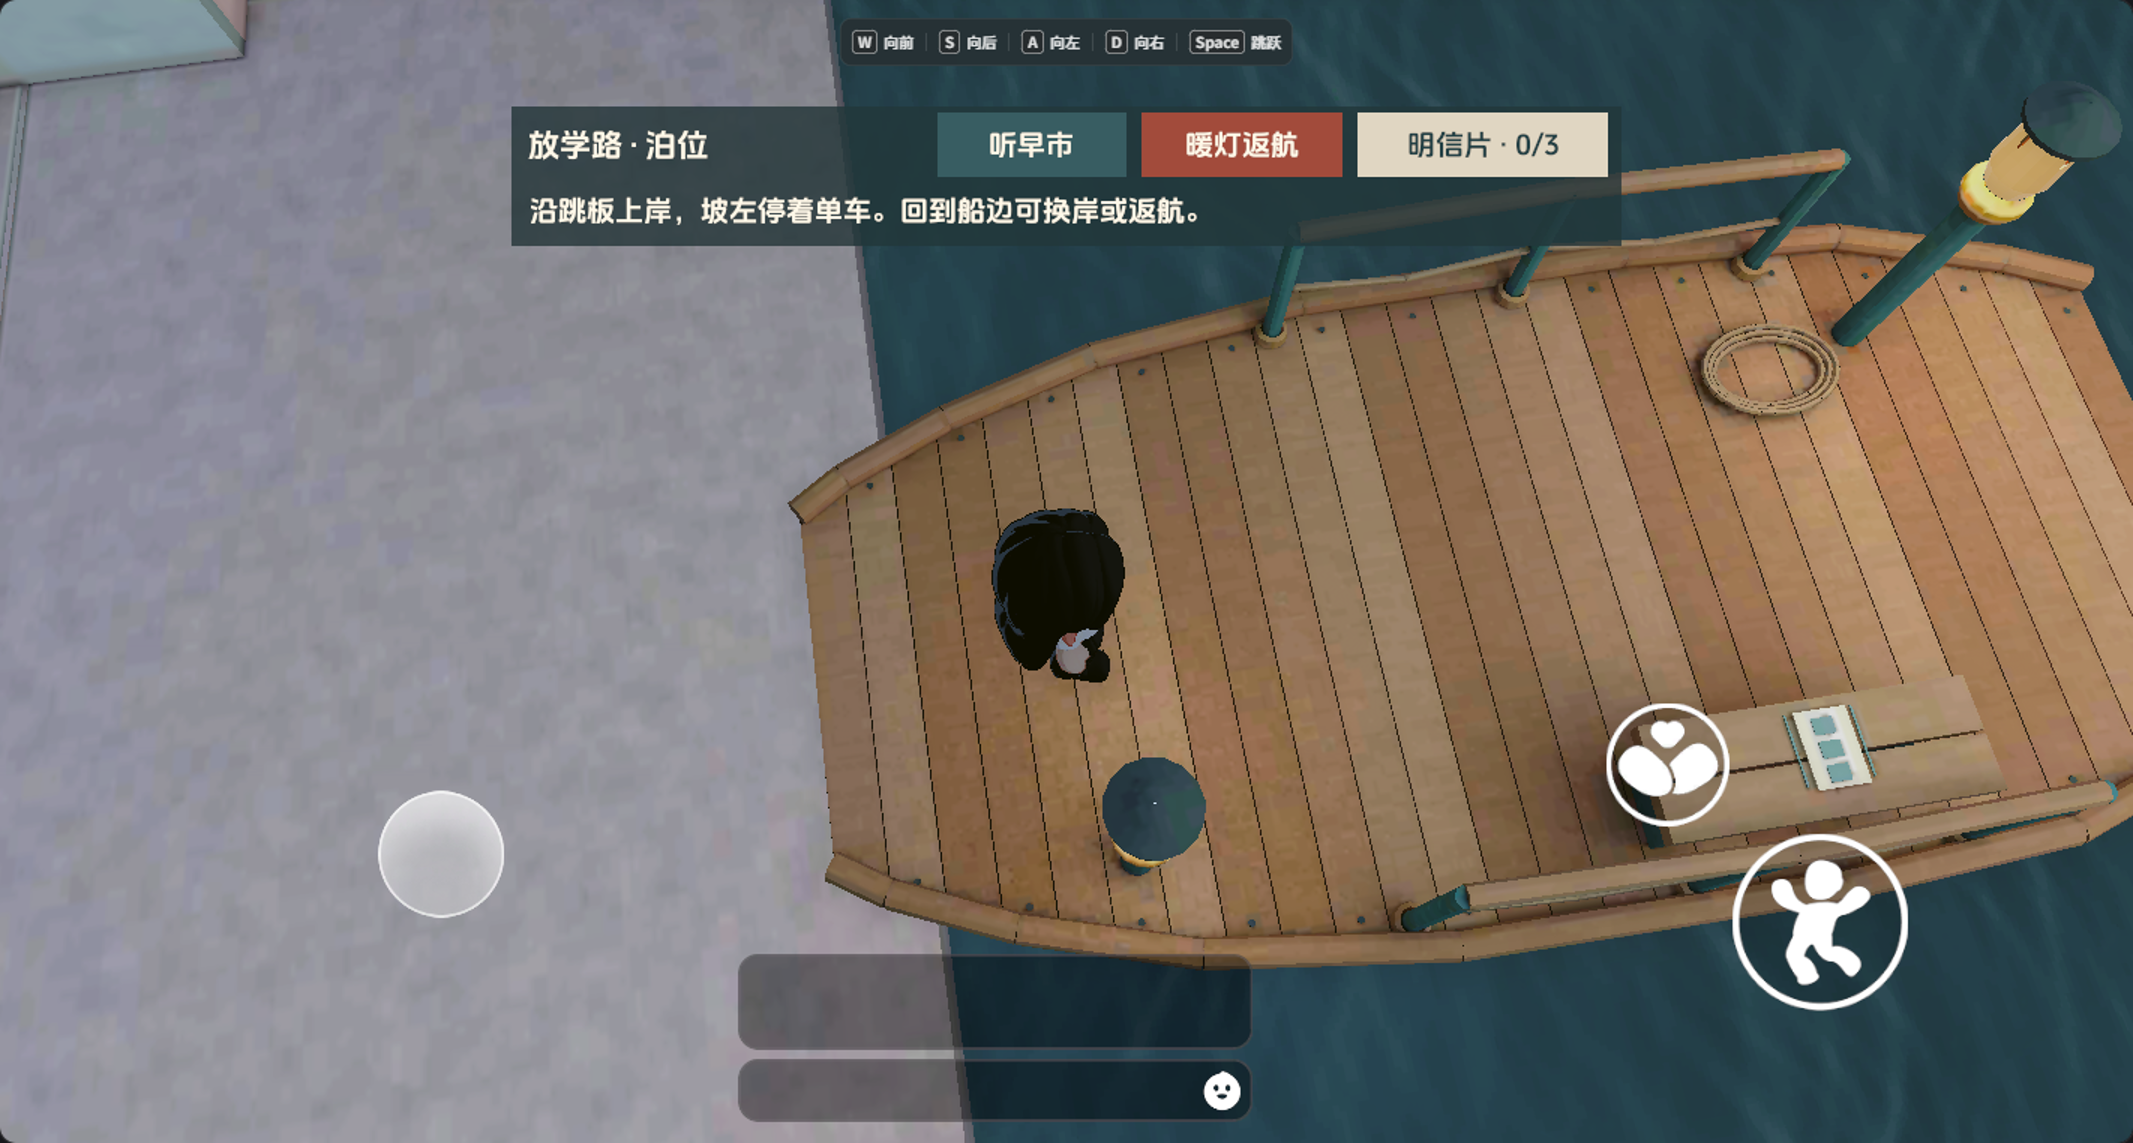 W 向前 S 向后 A 向左 D 向右 Space 跳跃
放学路·泊位 听早市 暖灯返航 明信片·0/3
沿跳板上岸，坡左停着单车。回到船边可换岸或返航。